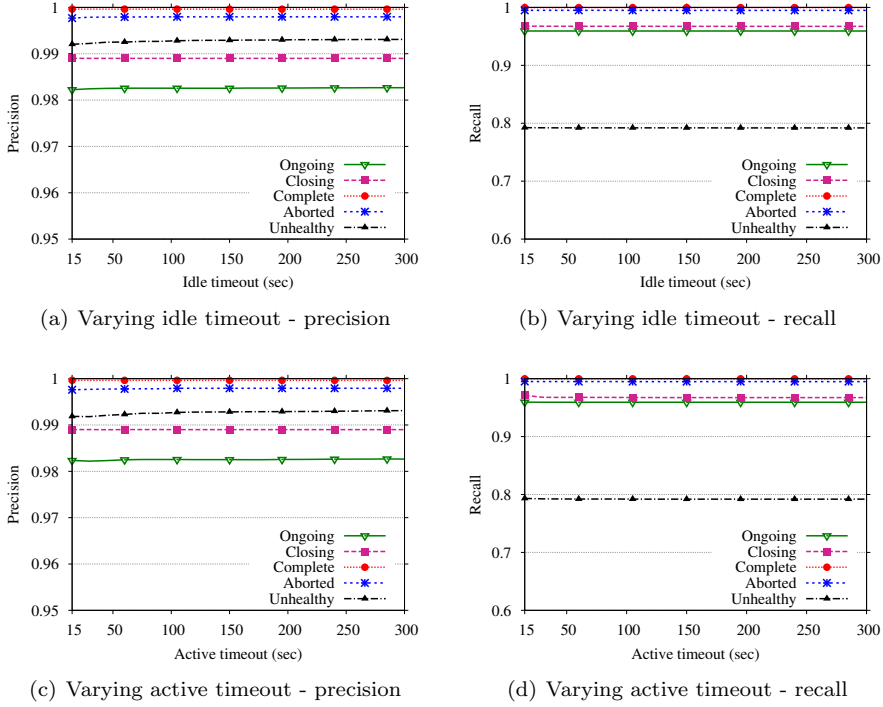 1
0.99
0.98
0.97
0.96
0.95
Precision
15 50 100 150 200 250 300
Idle timeout (sec)
Ongoing
Closing
Complete
Aborted
Unhealthy
(a) Varying idle timeout - precision
1
0.9
0.8
0.7
0.6
Recall
15 50 100 150 200 250 300
Idle timeout (sec)
Ongoing
Closing
Complete
Aborted
Unhealthy
(b) Varying idle timeout - recall
1
0.99
0.98
0.97
0.96
0.95
Precision
15 50 100 150 200 250 300
Active timeout (sec)
Ongoing
Closing
Complete
Aborted
Unhealthy
(c) Varying active timeout - precision
1
0.9
0.8
0.7
0.6
Recall
15 50 100 150 200 250 300
Active timeout (sec)
Ongoing
Closing
Complete
Aborted
Unhealthy
(d) Varying active timeout - recall